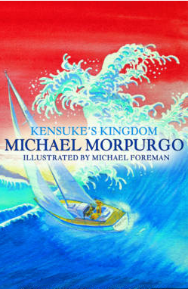 KENSUKE'S KINGDOM
MICHAEL MORPURGO
ILLUSTRATED BY MICHAEL FOREMAN